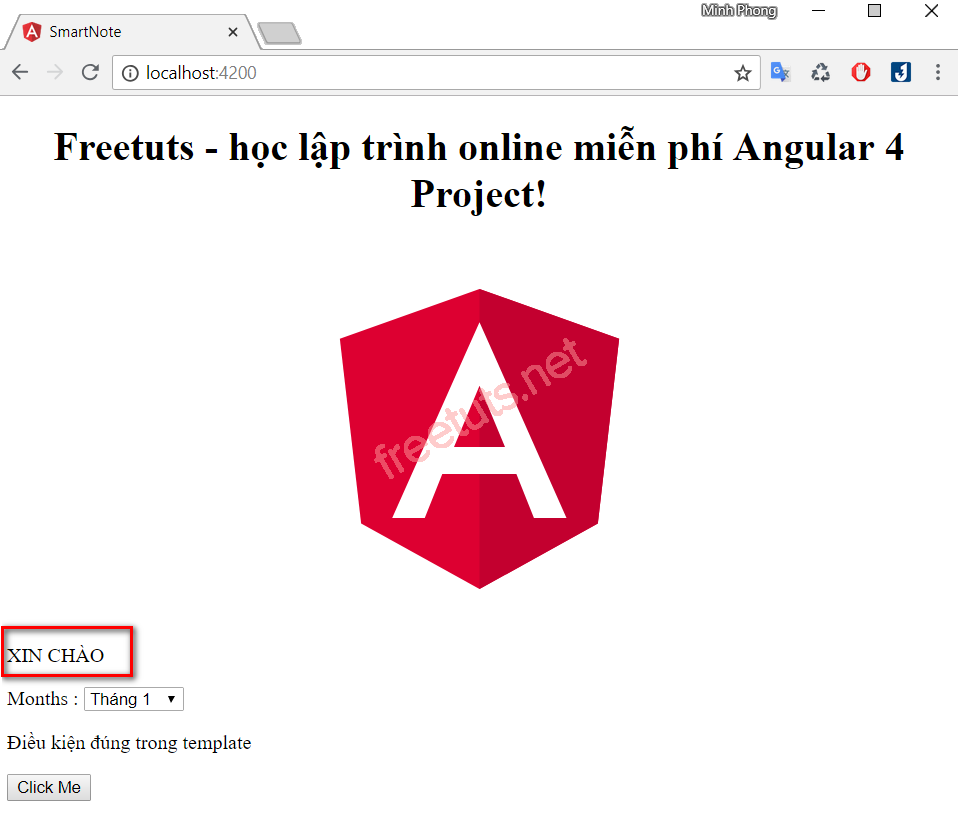 Minh Phong
SmartNote
localhost:4200
Freetuts - học lập trình online miễn phí Angular 4
Project!
freetuts.net
XIN CHÀO
Months : Tháng 1
Điều kiện đúng trong template
Click Me